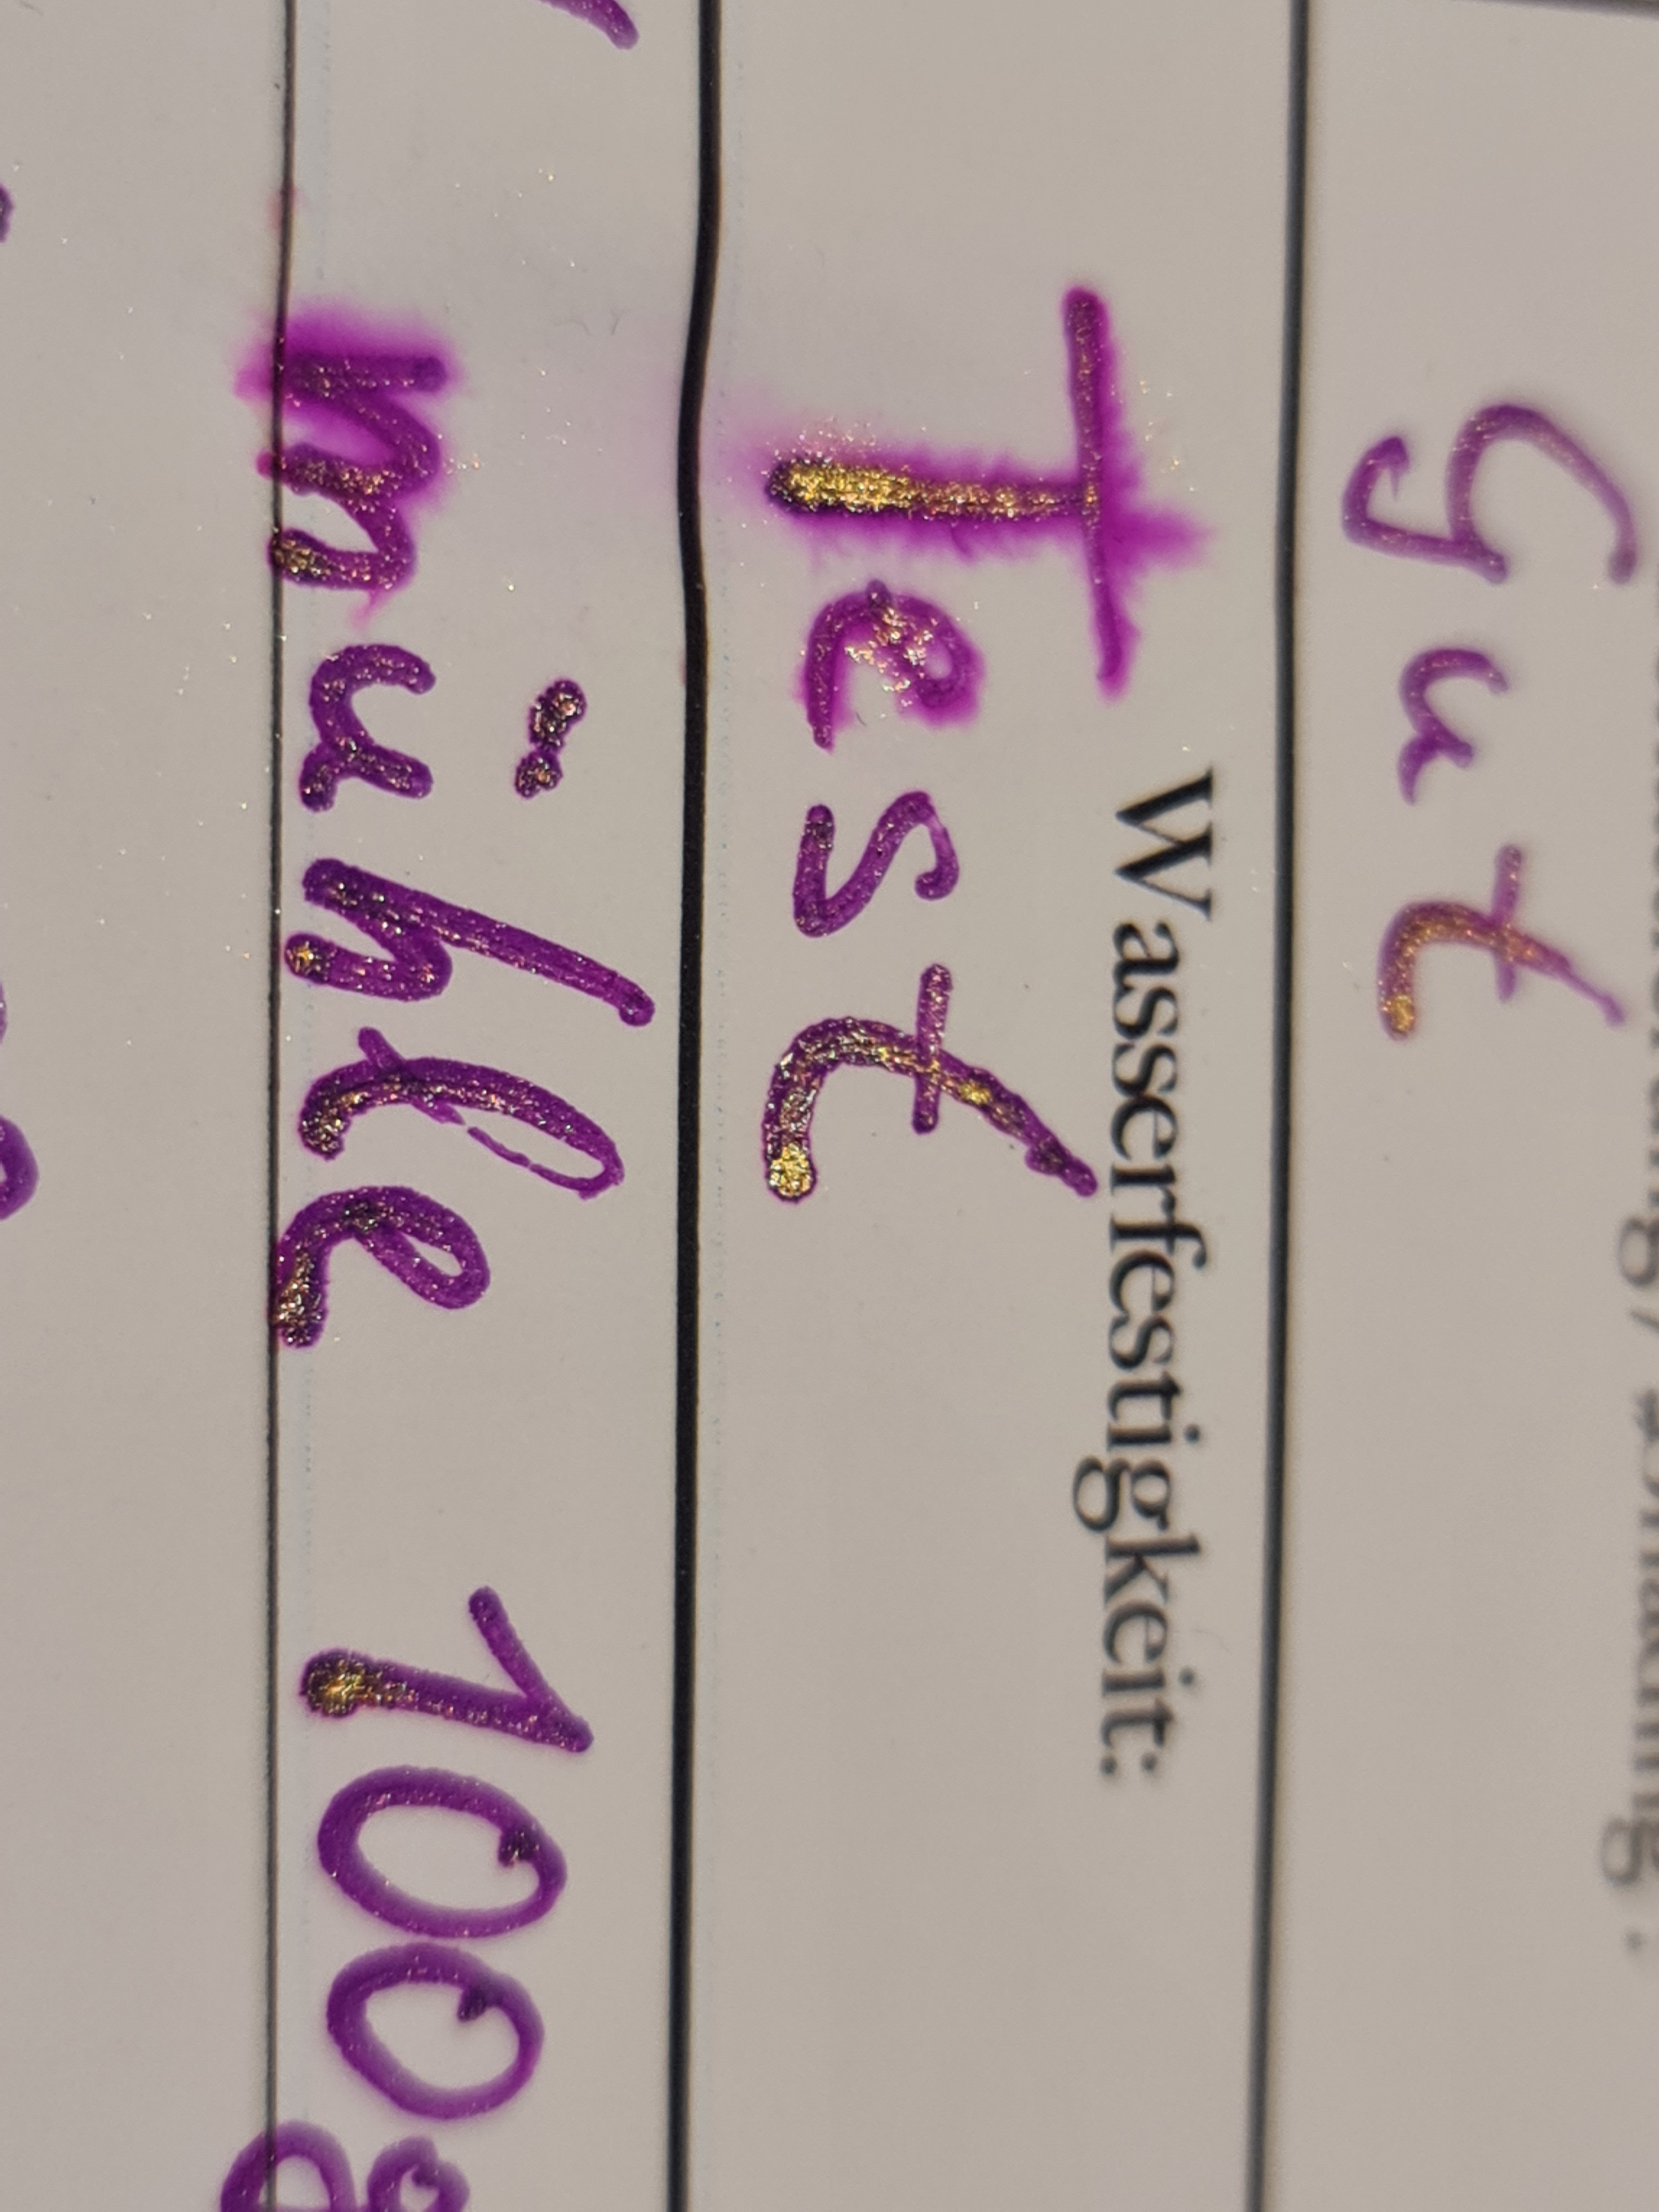 gut
Wasserfestigkeit:
Test
mühle 100g